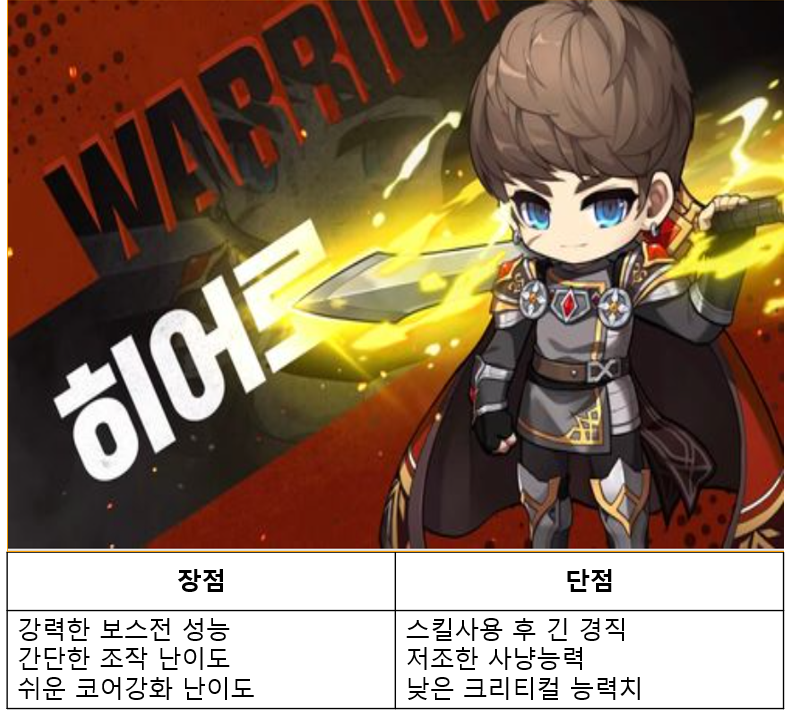 WARRIOR
히어로
장점
단점
강력한 보스전 성능
간단한 조작 난이도
쉬운 코어강화 난이도
스킬사용 후 긴 경직
저조한 사냥능력
낮은 크리티컬 능력치